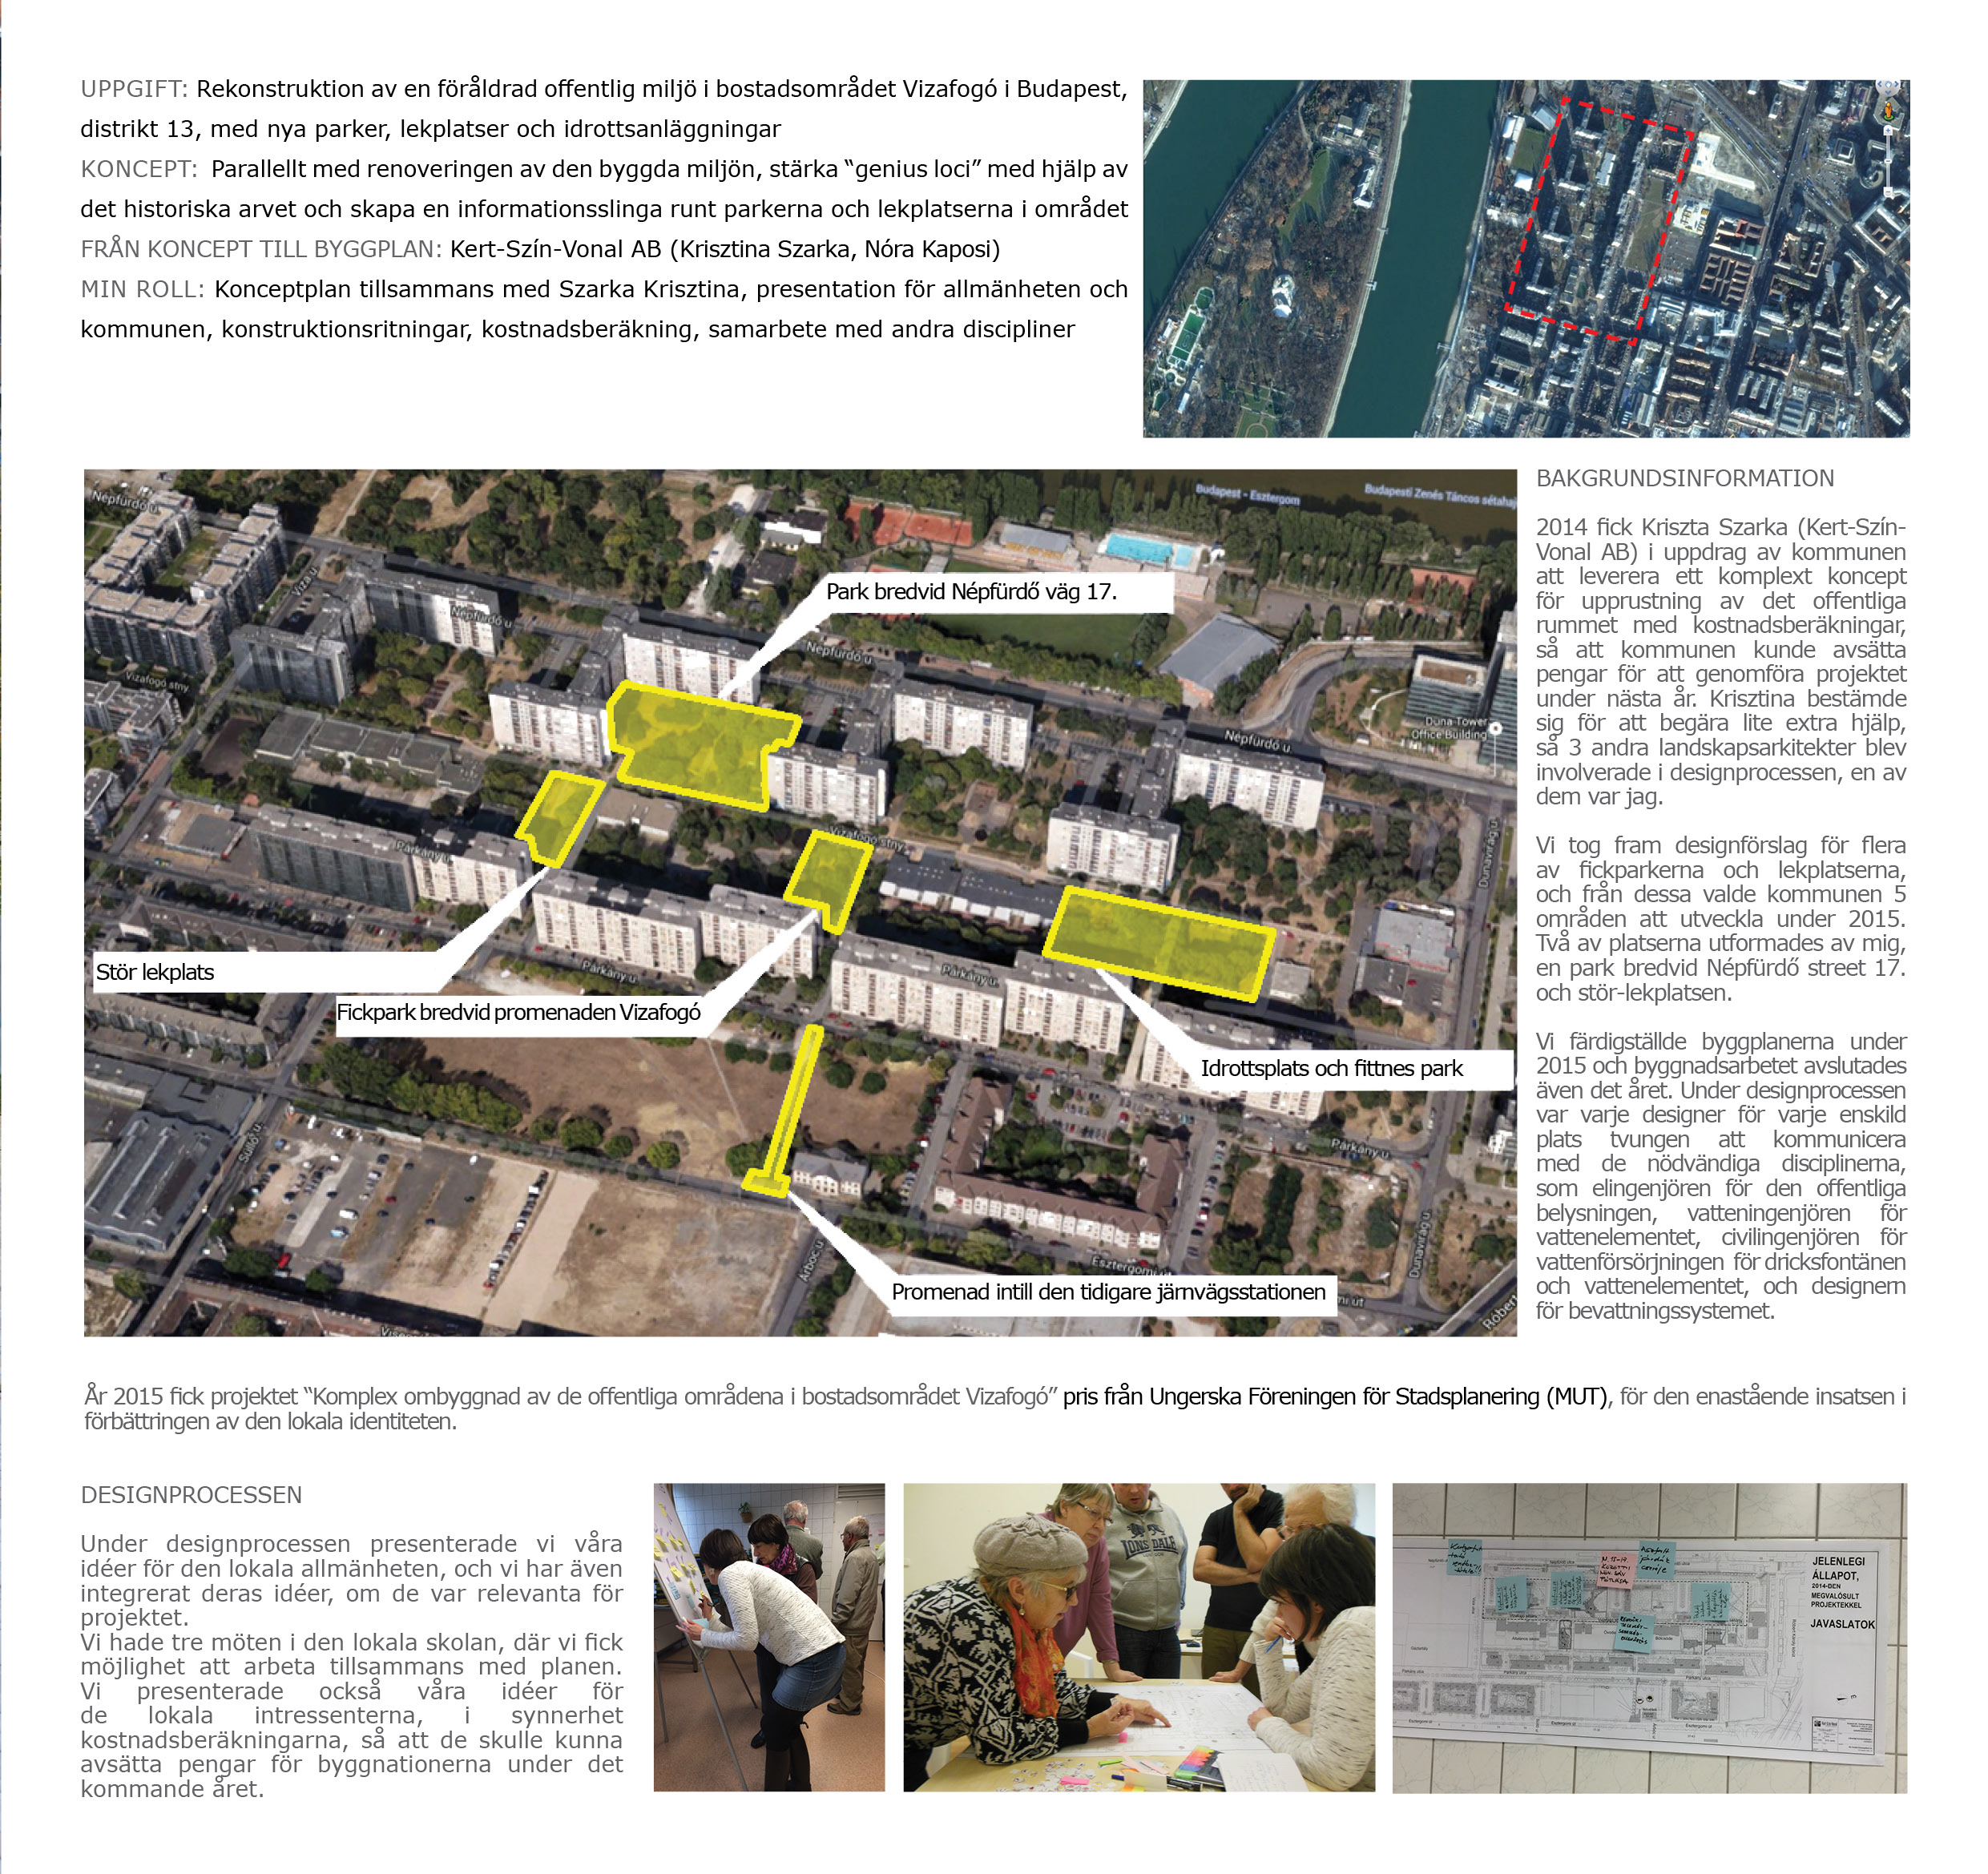 UPPGIFT: Rekonstruktion av en föråldrad offentlig miljö i bostadsområdet Vizafogó i Budapest,
distrikt 13, med nya parker, lekplatser och idrottsanläggningar
KONCEPT: Parallellt med renoveringen av den byggda miljön, stärka “genius loci” med hjälp av
det historiska arvet och skapa en informationsslinga runt parkerna och lekplatserna i området
FRÅN KONCEPT TILL BYGGPLAN: Kert-Szín-Vonal AB (Krisztina Szarka, Nóra Kaposi)
MIN ROLL: Konceptplan tillsammans med Szarka Krisztina, presentation för allmänheten och
kommunen, konstruktionsritningar, kostnadsberäkning, samarbete med andra discipliner
Népfürdő u.
Budapest - Esztergom
Budapesti Zenés Táncos sétahaj
Viza u.
Népfürdő u
Park bredvid Népfürdő väg 17.
Népfürdő u
Vizafogó stny
Duna Tower
Office Building
Népfürdő u.
Vizafogó stny.
Párkány u.
Dunavirág u.
Stör lekplats
Párkány u.
Párkány u.
Fickpark bredvid promenaden Vizafogó
Idrottsplats och fittnes park
Süllő u.
Párkány u
Dunavirág u.
Árboc u.
Esztergomi út
Promenad intill den tidigare järnvägsstationen
mi út
Róbert
BAKGRUNDSINFORMATION
2014 fick Kriszta Szarka (Kert-Szín-
Vonal AB) i uppdrag av kommunen
att leverera ett komplext koncept
för upprustning av det offentliga
rummet med kostnadsberäkningar,
så att kommunen kunde avsätta
pengar för att genomföra projektet
under nästa år. Krisztina bestämde
sig för att begära lite extra hjälp,
så 3 andra landskapsarkitekter blev
involverade i designprocessen, en av
dem var jag.
Vi tog fram designförslag för flera
av fickparkerna och lekplatserna,
och från dessa valde kommunen 5
områden att utveckla under 2015.
Två av platserna utformades av mig,
en park bredvid Népfürdő street 17.
och stör-lekplatsen.
Vi färdigställde byggplanerna under
2015 och byggnadsarbetet avslutades
även det året. Under designprocessen
var varje designer för varje enskild
plats tvungen att kommunicera
med de nödvändiga disciplinerna,
som elingenjören för den offentliga
belysningen, vatteningenjören för
vattenelementet, civilingenjören för
vattenförsörjningen för dricksfontänen
och vattenelementet, och designern
för bevattningssystemet.
År 2015 fick projektet “Komplex ombyggnad av de offentliga områdena i bostadsområdet Vizafogó” pris från Ungerska Föreningen för Stadsplanering (MUT), för den enastående insatsen i
förbättringen av den lokala identiteten.
DESIGNPROCESSEN
Under designprocessen presenterade vi våra
idéer för den lokala allmänheten, och vi har även
integrerat deras idéer, om de var relevanta för
projektet.
Vi hade tre möten i den lokala skolan, där vi fick
möjlighet att arbeta tillsammans med planen.
Vi presenterade också våra idéer för
de lokala intressenterna, i synnerhet
kostnadsberäkningarna, så att de skulle kunna
avsätta pengar för byggnationerna under det
kommande året.
LONSDALE
JELENLEGI
ÁLLAPOT,
2014-BEN
MEGVALÓSULT
PROJEKTEKKEL
JAVASLATOK
Párkány utca
Párkány utca
Esztergomi út
Esztergomi út
Esztergomi út